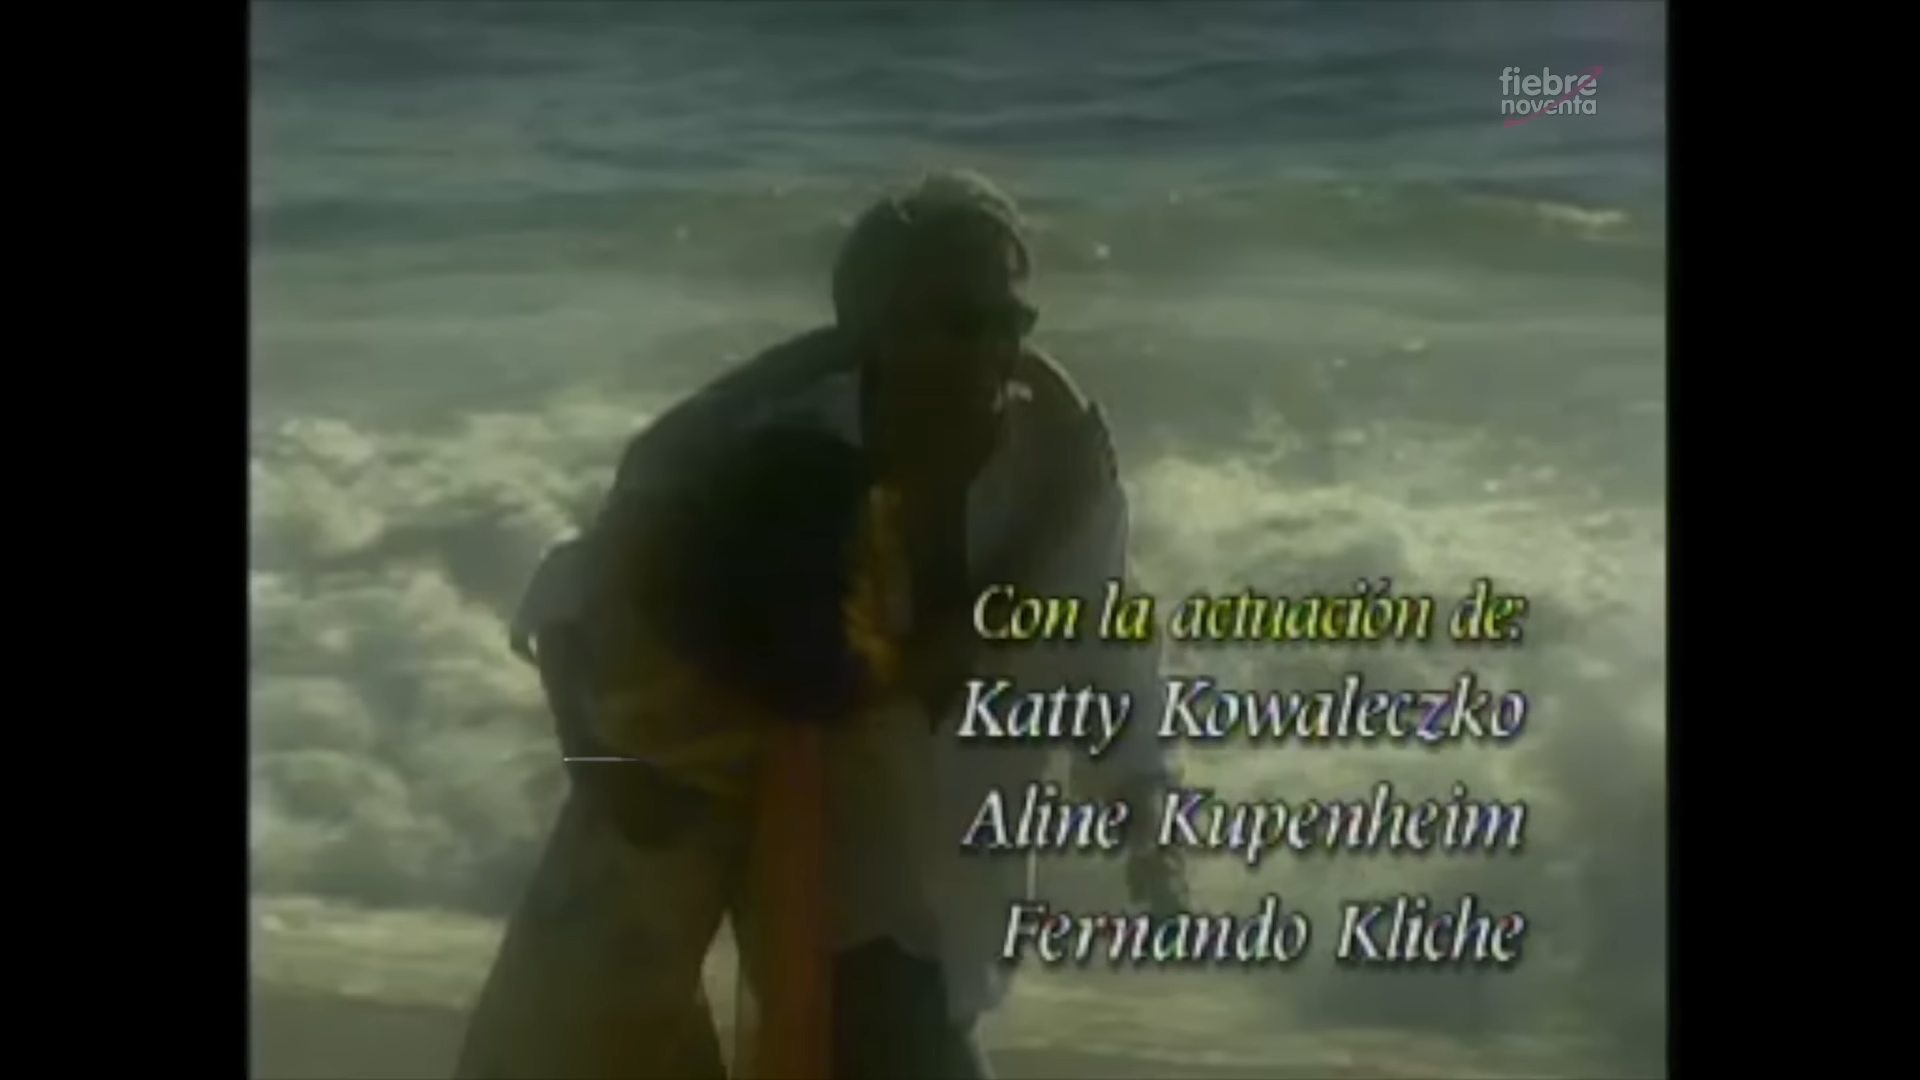 fiebre
noventa
Con la actuación de:
Katty Kowaleczko
Aline Kupenheim
Fernando Kliche